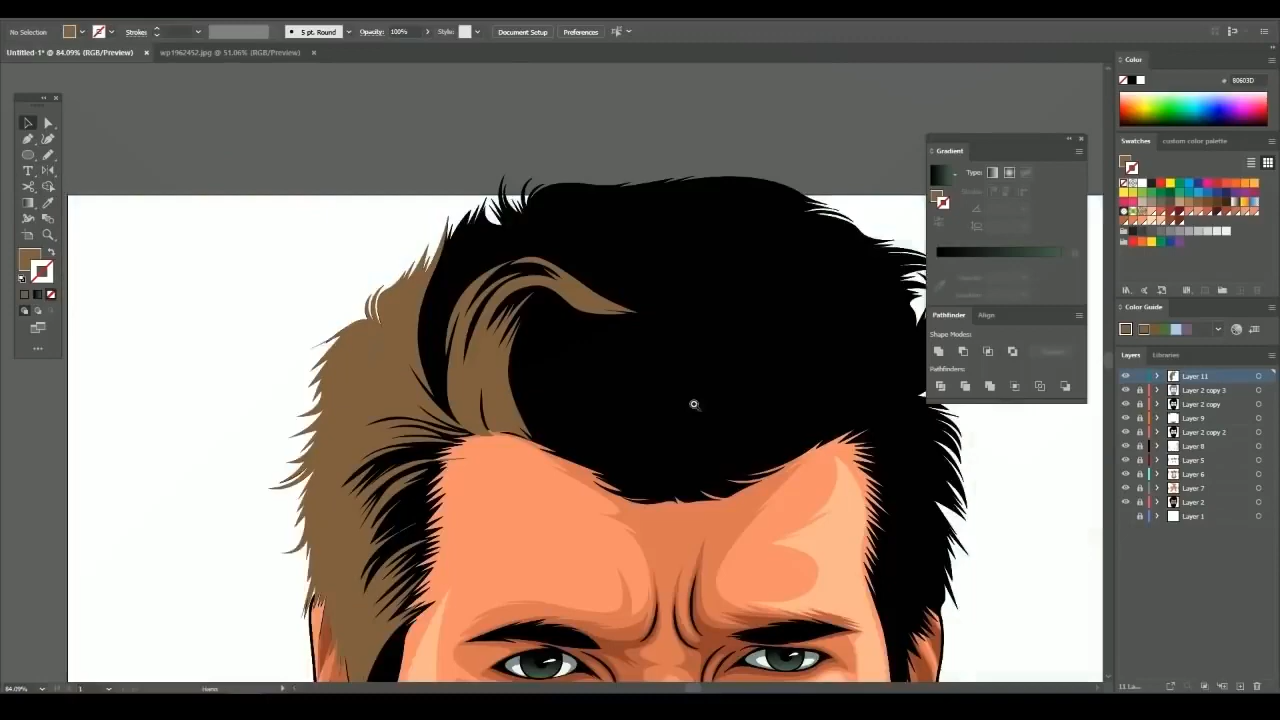 No Selection
Stroke:
5 pt. Round
Opacity:
100%
Style:
Document Setup
Preferences
Untitled-1* @ 84.09% (RGB/Preview)
wp1962452.jpg @ 51.06% (RGB/Preview)
Color
80603D
Swatches
custom color palette
Gradient
Type:
Pathfinder
Align
Shape Modes:
Pathfinders:
Color Guide
Layers
Libraries
Layer 11
Layer 2 copy 3
Layer 2 copy
Layer 9
Layer 2 copy 2
Layer 8
Layer 5
Layer 6
Layer 7
Layer 2
Layer 1
84.09%
1